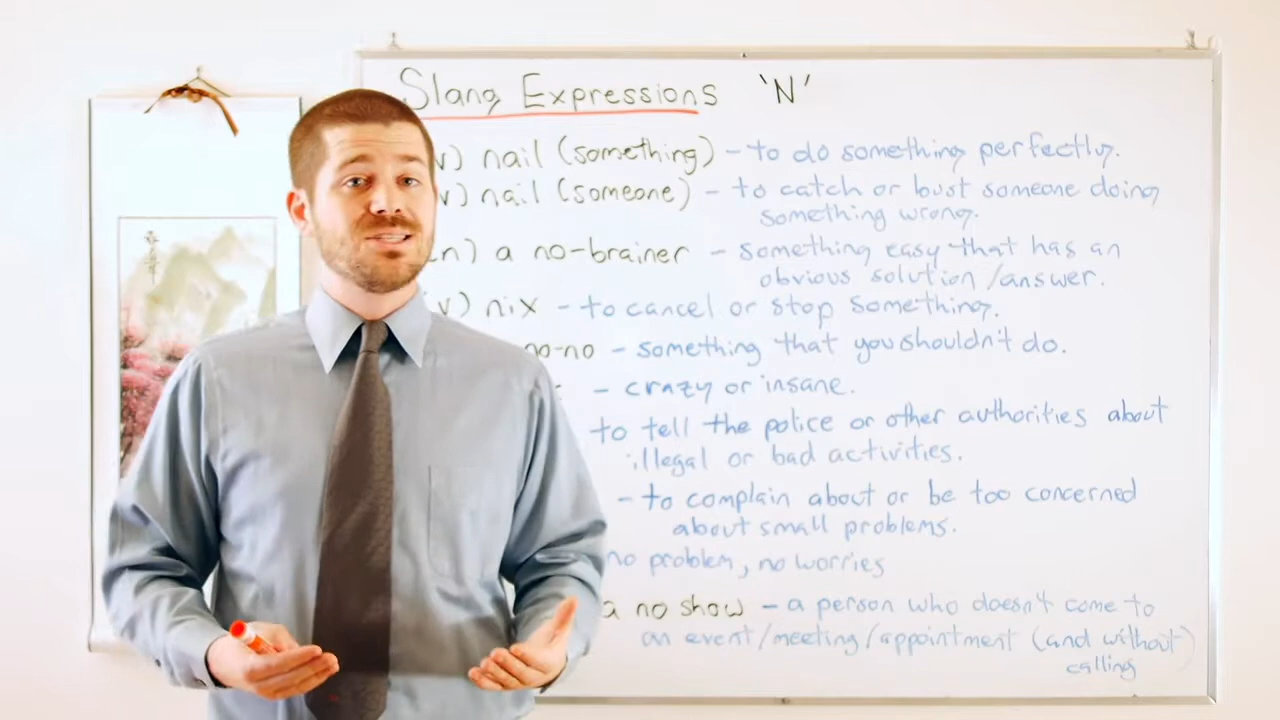 Slang Expressions 'N'
v) nail (something) – to do something perfectly.
v) nail (someone) – to catch or bust someone doing
something wrong.
(n) a no-brainer – something easy that has an
obvious solution/answer.
v) nix – to cancel or stop something.
no-no – something that you shouldn't do.
– crazy or insane.
to tell the police or other authorities about
illegal or bad activities.
– to complain about or be too concerned
about small problems.
no problem, no worries
a no show – a person who doesn't come to
an event/meeting/appointment (and without)
calling